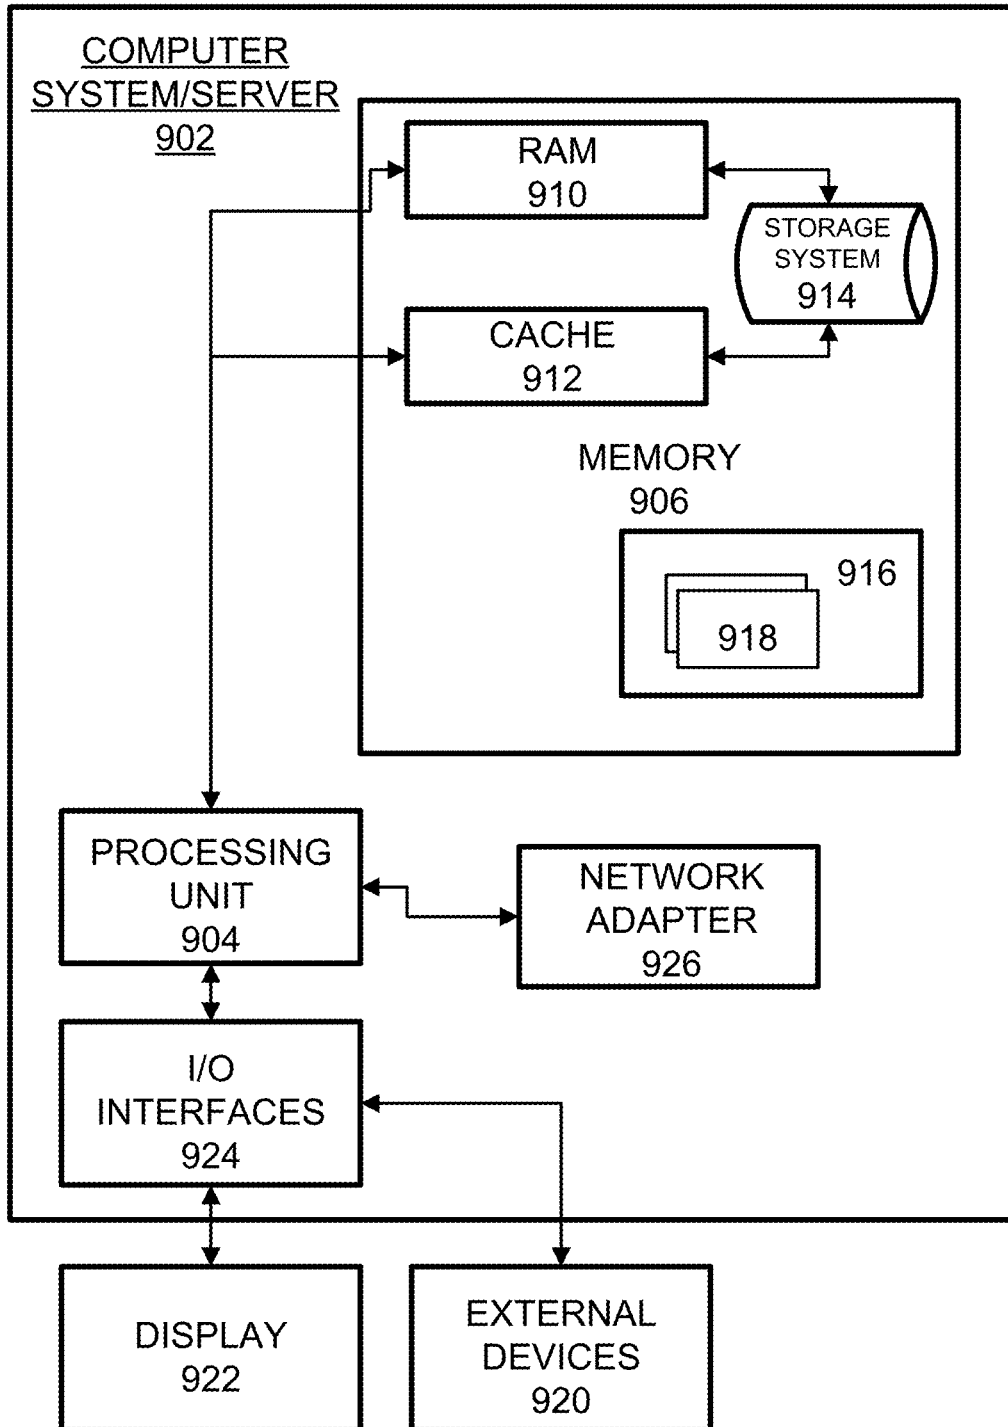 COMPUTER
SYSTEM/SERVER
902
RAM
910
STORAGE
SYSTEM
914
CACHE
912
MEMORY
906
916
918
PROCESSING
UNIT
904
NETWORK
ADAPTER
926
I/O
INTERFACES
924
DISPLAY
922
EXTERNAL
DEVICES
920